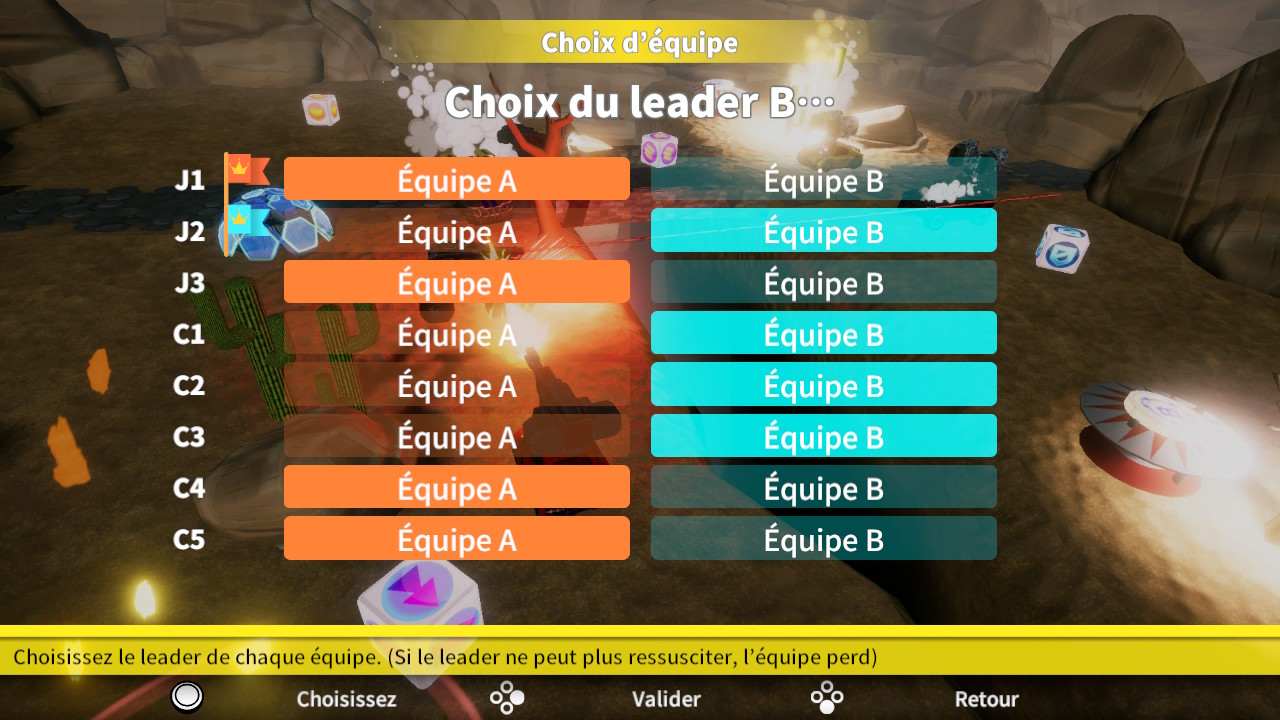 Choix d'équipe
Choix du leader B…
J1 Équipe A Équipe B
J2 Équipe A Équipe B
J3 Équipe A Équipe B
C1 Équipe A Équipe B
C2 Équipe A Équipe B
C3 Équipe A Équipe B
C4 Équipe A Équipe B
C5 Équipe A Équipe B
Choisissez le leader de chaque équipe. (Si le leader ne peut plus ressusciter, l'équipe perd)
Choisissez Valider Retour